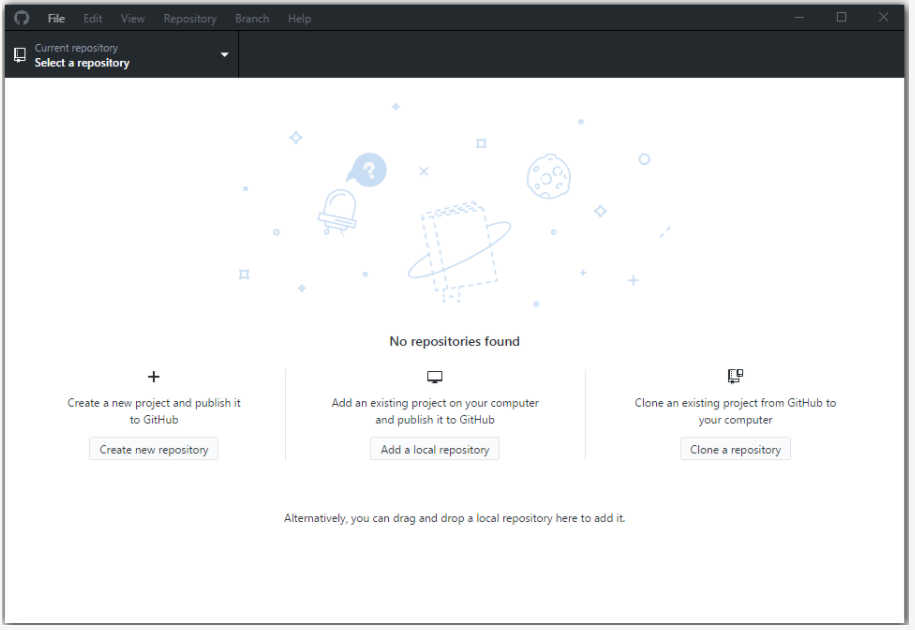 File Edit View Repository Branch Help
Current repository
Select a repository
?
No repositories found
Create a new project and publish it
to GitHub
Create new repository
Add an existing project on your computer
and publish it to GitHub
Add a local repository
Clone an existing project from GitHub to
your computer
Clone a repository
Alternatively, you can drag and drop a local repository here to add it.